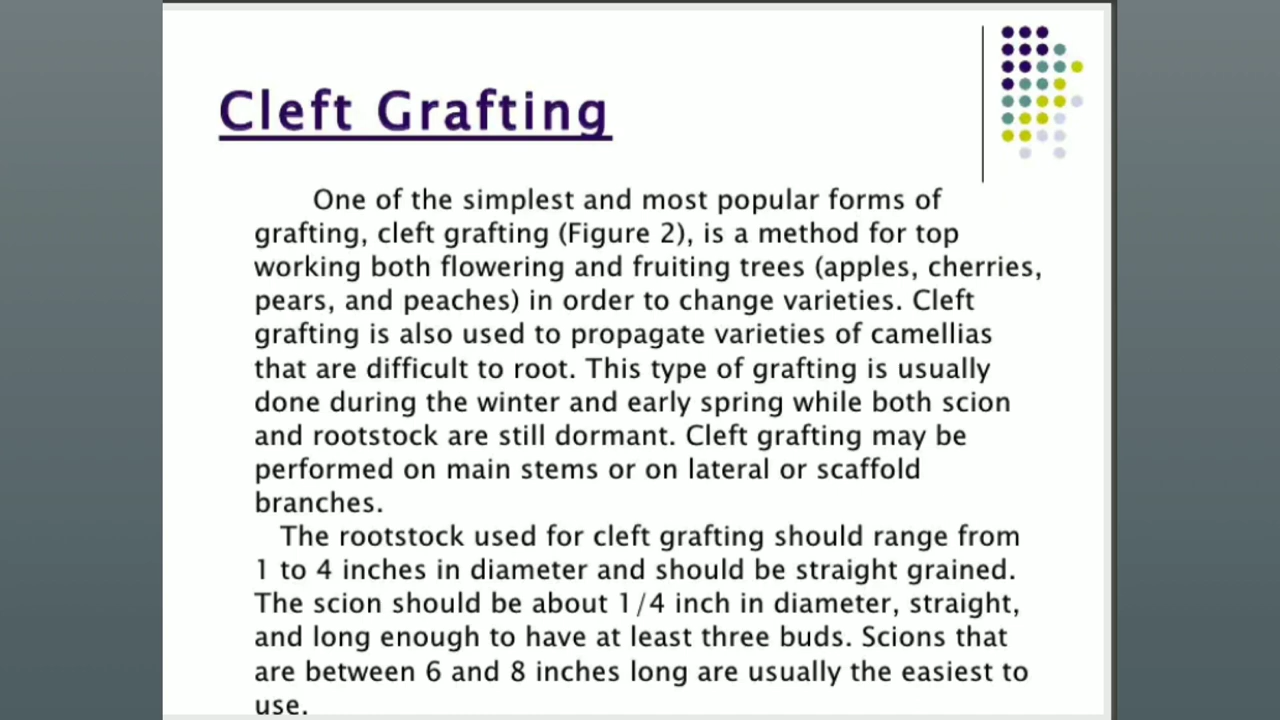 Cleft Grafting
One of the simplest and most popular forms of
grafting, cleft grafting (Figure 2), is a method for top
working both flowering and fruiting trees (apples, cherries,
pears, and peaches) in order to change varieties. Cleft
grafting is also used to propagate varieties of camellias
that are difficult to root. This type of grafting is usually
done during the winter and early spring while both scion
and rootstock are still dormant. Cleft grafting may be
performed on main stems or on lateral or scaffold
branches.
The rootstock used for cleft grafting should range from
1 to 4 inches in diameter and should be straight grained.
The scion should be about 1/4 inch in diameter, straight,
and long enough to have at least three buds. Scions that
are between 6 and 8 inches long are usually the easiest to
use.